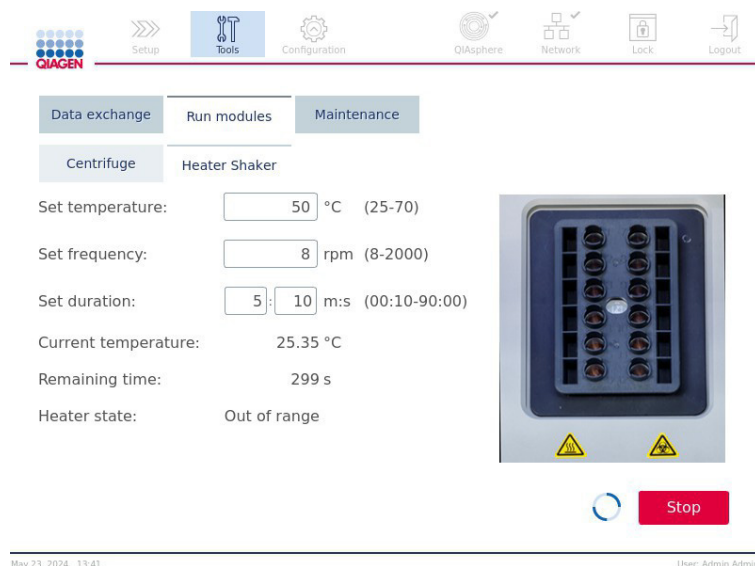 Setup
Tools
Configuration
QIAsphere
Network
Lock
Logout
QIAGEN
Data exchange
Run modules
Maintenance
Centrifuge
Heater Shaker
Set temperature: 50 °C (25-70)
Set frequency: 8 rpm (8-2000)
Set duration: 5 : 10 m:s (00:10-90:00)
Current temperature: 25.35 °C
Remaining time: 299 s
Heater state: Out of range
Stop
May 23, 2024 13:41
User: Admin Admin